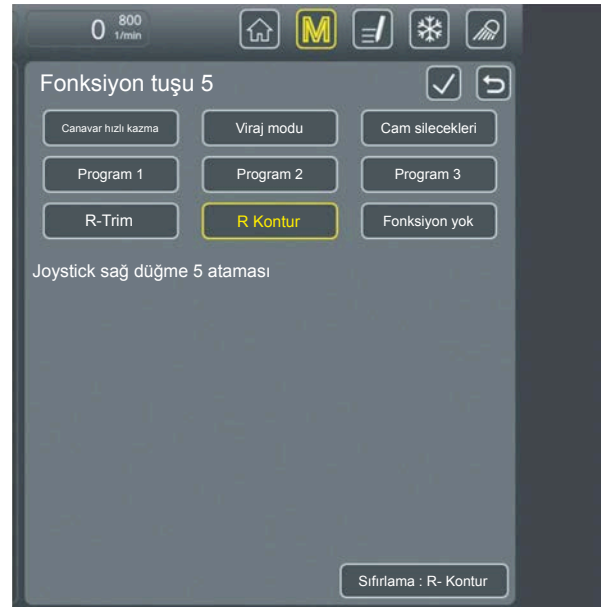 0 800 1/min
M
Fonksiyon tuşu 5
Canavar hızlı kazma Viraj modu Cam silecekleri
Program 1 Program 2 Program 3
R-Trim R Kontur Fonksiyon yok
Joystick sağ düğme 5 ataması
Sıfırlama : R- Kontur